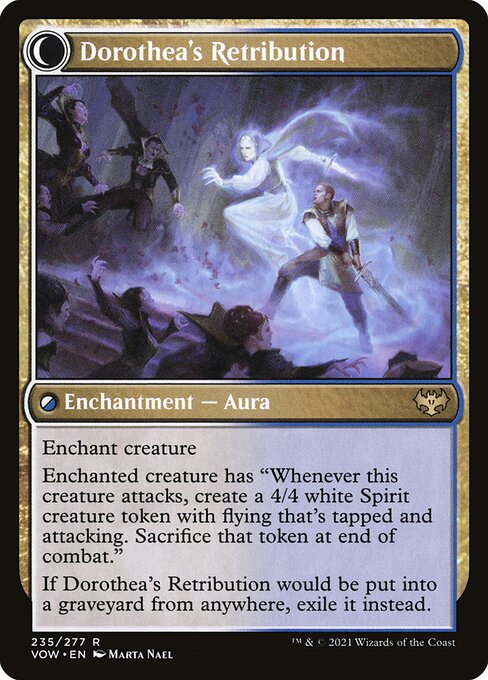 Dorothea's Retribution
Enchantment — Aura
Enchant creature
Enchanted creature has “Whenever this
creature attacks, create a 4/4 white Spirit
creature token with flying that's tapped and
attacking. Sacrifice that token at end of
combat.”
If Dorothea's Retribution would be put into
a graveyard from anywhere, exile it instead.
235/277 R
VOW • EN Marta Nael
™ & © 2021 Wizards of the Coast